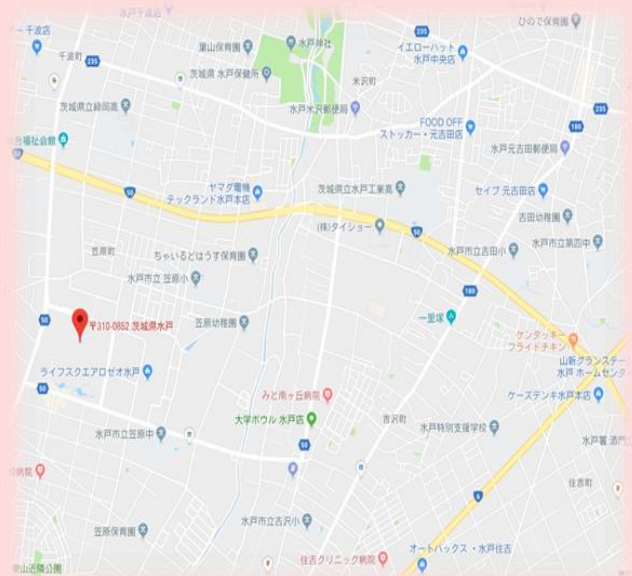 水戸千波店
千波店
ひので保育園
葉山保育園
水戸神社
イエローハット
水戸中央店
千波町
235
235
235
茨城県 水戸保健所
米沢町
茨城県立緑岡高
水戸米沢郵便局
FOOD OFF
ストッカー・元吉田店
180
合福祉会館
水戸元吉田郵便局
50
50
ヤマダ電機
テックランド水戸本店
茨城県立水戸工業高
セイブ 元吉田店
吉田幼稚園
(株)タイショー
50
水戸市立吉田小
水戸市立第四中
笠原町
ちゃいるどはうす保育園
水戸市立 笠原小
180
50
〒310-0852 茨城県水戸
笠原幼稚園
一里塚
ケンタッキー
フライドチキン
山新グランステー
水戸 ホームセンタ
ライフスクエアロゼオ水戸
50
みと南ヶ丘病院
ケーズデンキ水戸本店
大学ボウル 水戸店
吉沢町
水戸特別支援学校
水戸市立笠原中
50
水戸署
病院
6
住吉町
水戸市立吉沢小
笠原保育園
オートバックス ・水戸住吉
住吉クリニック病院
山近隣公園